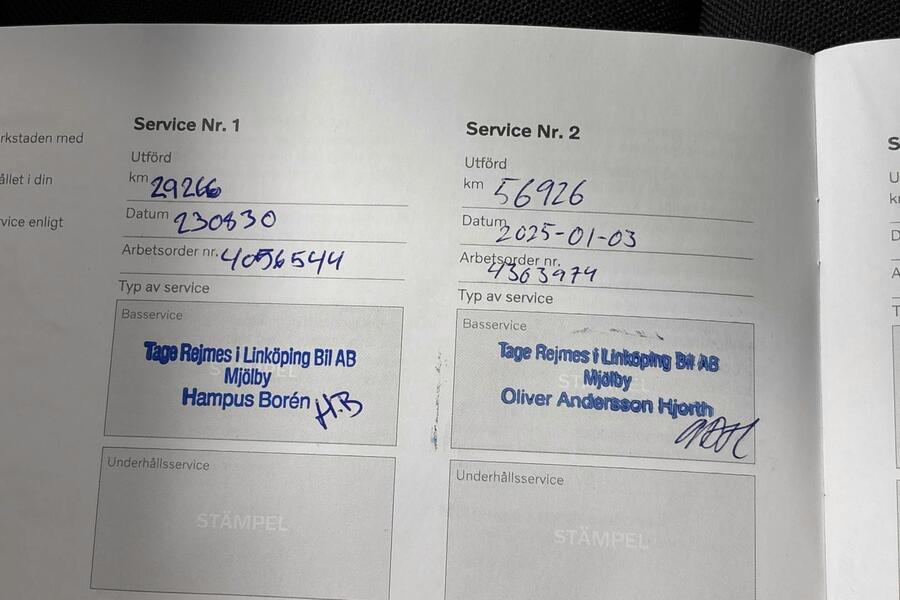 rkstaden med
ållet i din
vice enligt
Service Nr. 1
Utförd
km 29266
Datum 230830
Arbetsorder nr. 4056544
Typ av service
Basservice
Tage Rejmes i Linköping Bil AB
Mjölby
Hampus Borén H.B
Underhållsservice
STÄMPEL
Service Nr. 2
Utförd
km 56926
Datum 2025-01-03
Arbetsorder nr. 4363974
Typ av service
Basservice
Tage Rejmes i Linköping Bil AB
Mjölby
Oliver Andersson Hjorth
Underhållsservice
STÄMPEL